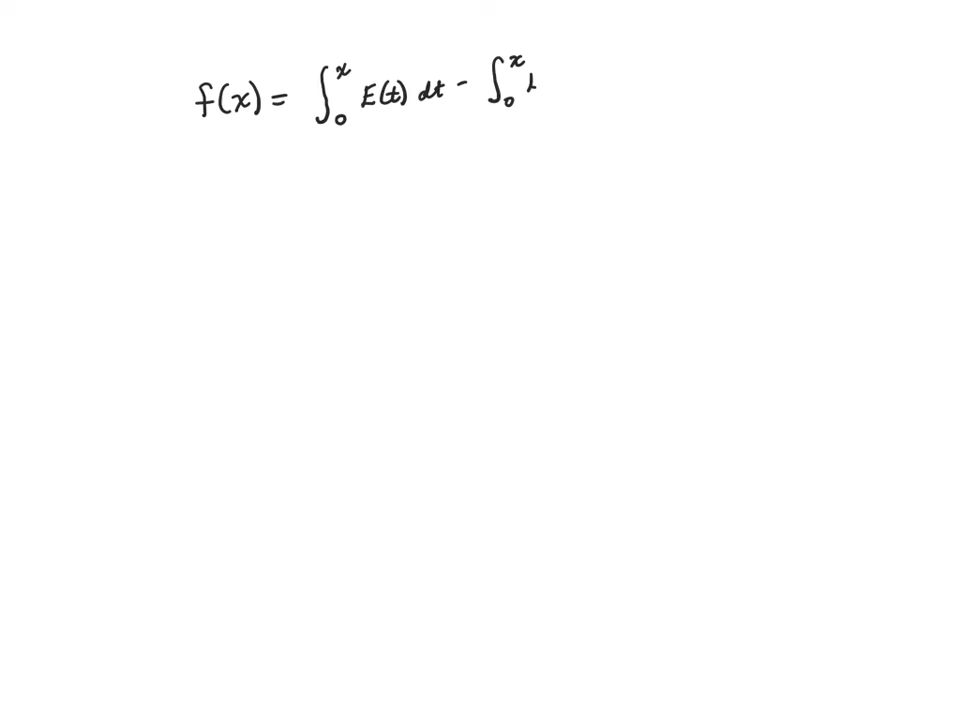 f(x) = ∫₀ˣ E(t) dt - ∫₀ˣ